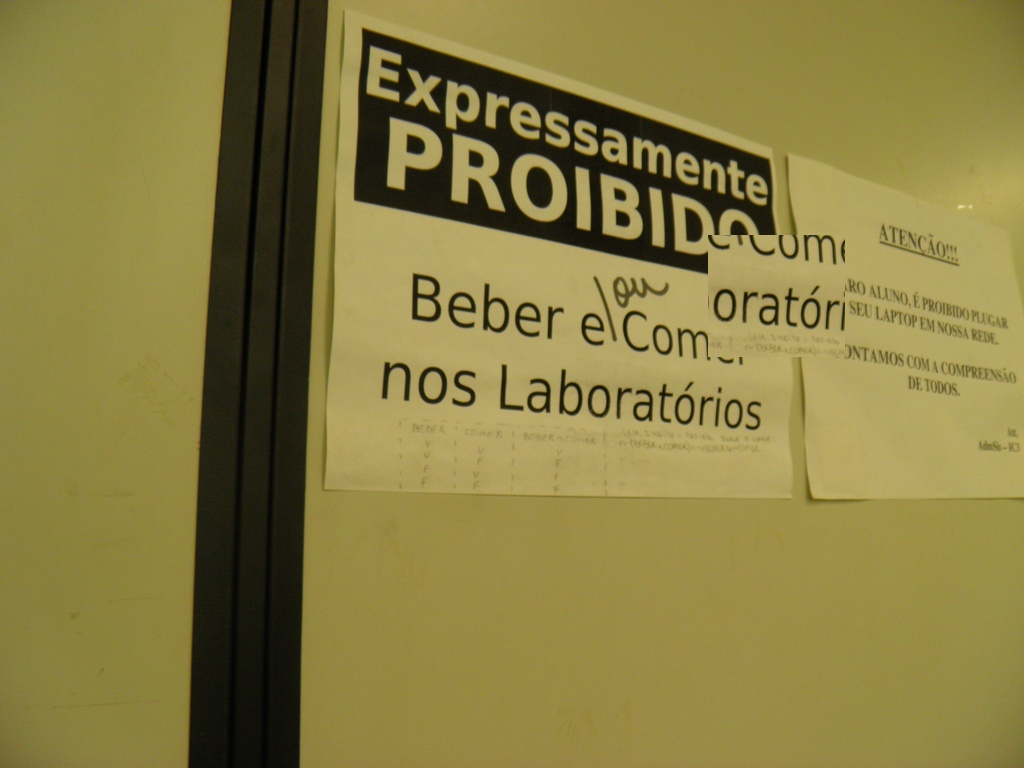 Expressamente
PROIBIDO
ou
Beber e Comer
nos Laboratórios
BEBER COMER BEBER ^ COMER
V V V
V F F
F V F
F F F
e Come
oratóri
ATENÇÃO!!!
RO ALUNO, É PROIBIDO PLUGAR
SEU LAPTOP EM NOSSA REDE.
ONTAMOS COM A COMPREENSÃO
DE TODOS.
Att.